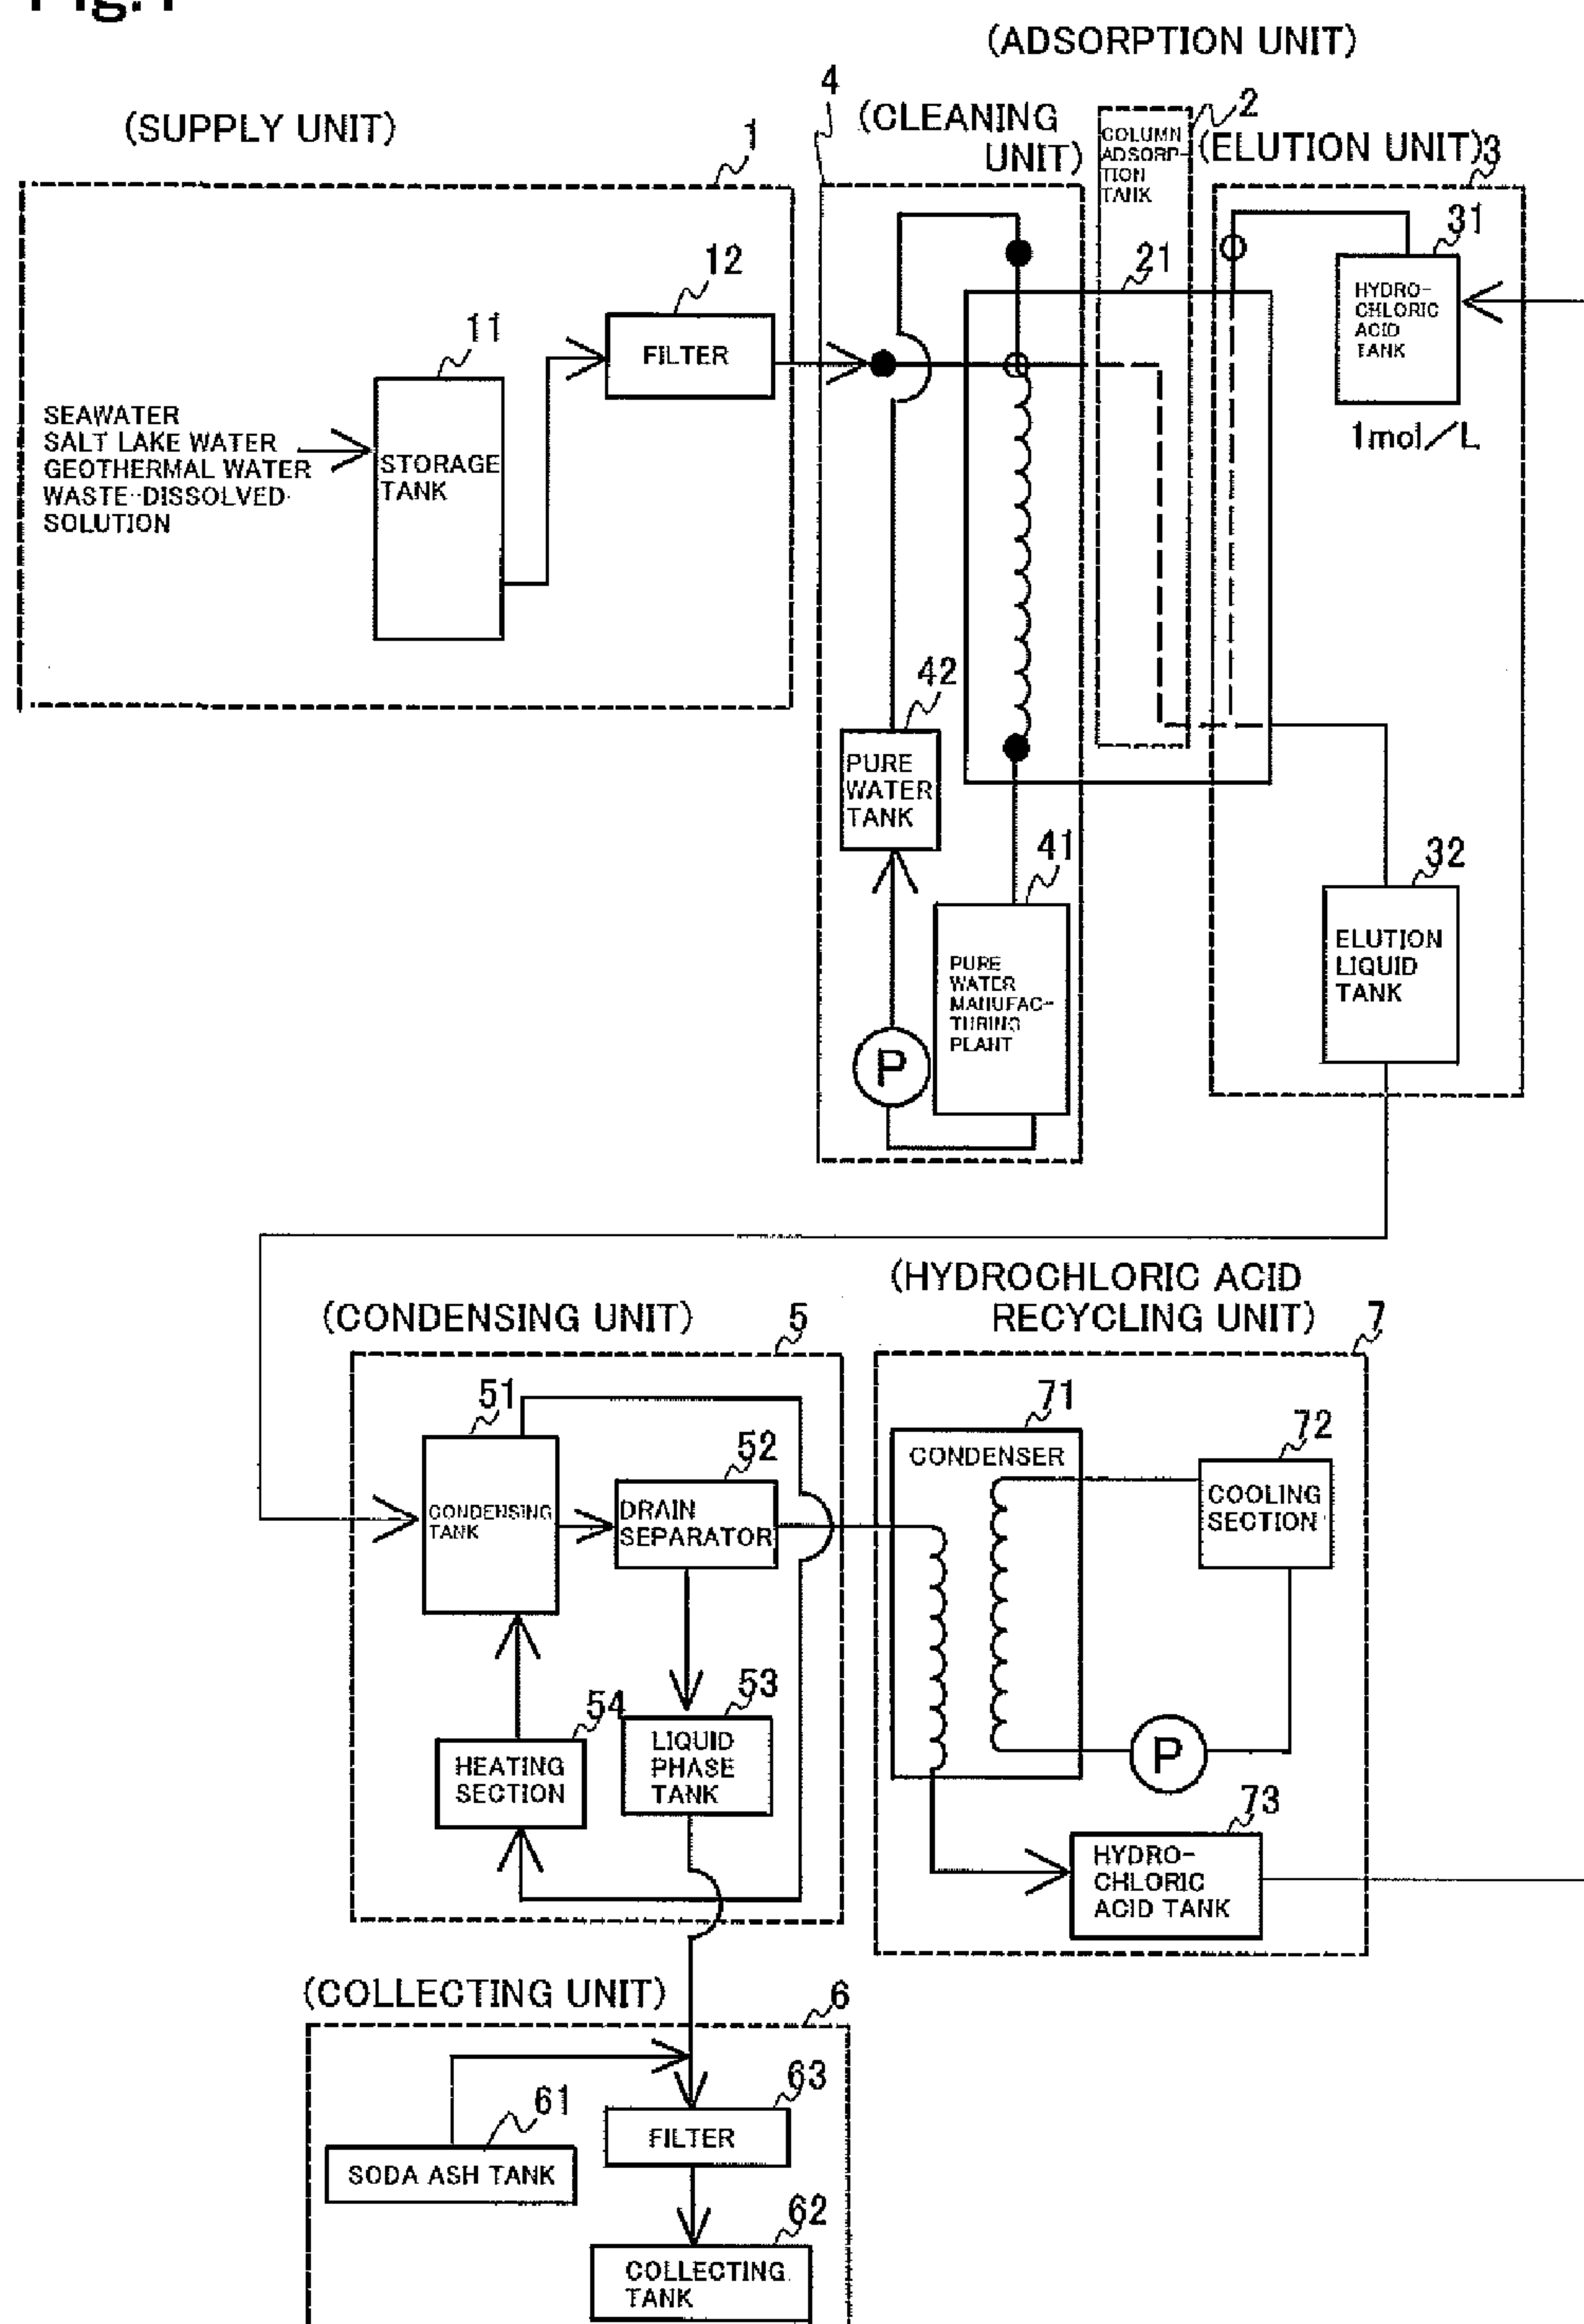 Fig.1
(ADSORPTION UNIT)
4
(CLEANING
UNIT)
2
COLUMN
ADSORP-
TION
TANK
(SUPPLY UNIT)
1
(ELUTION UNIT)
3
12
FILTER
11
STORAGE
TANK
SEAWATER
SALT LAKE WATER
GEOTHERMAL WATER
WASTE-DISSOLVED
SOLUTION
21
31
HYDRO-
CHLORIC
ACID
TANK
1mol/L
42
PURE
WATER
TANK
41
PURE
WATER
MANUFAC-
TURING
PLANT
P
32
ELUTION
LIQUID
TANK
(HYDROCHLORIC ACID
RECYCLING UNIT)
7
(CONDENSING UNIT)
5
51
CONDENSING
TANK
52
DRAIN
SEPARATOR
53
LIQUID
PHASE
TANK
54
HEATING
SECTION
71
CONDENSER
72
COOLING
SECTION
P
73
HYDRO-
CHLORIC
ACID TANK
(COLLECTING UNIT)
6
61
SODA ASH TANK
63
FILTER
62
COLLECTING
TANK